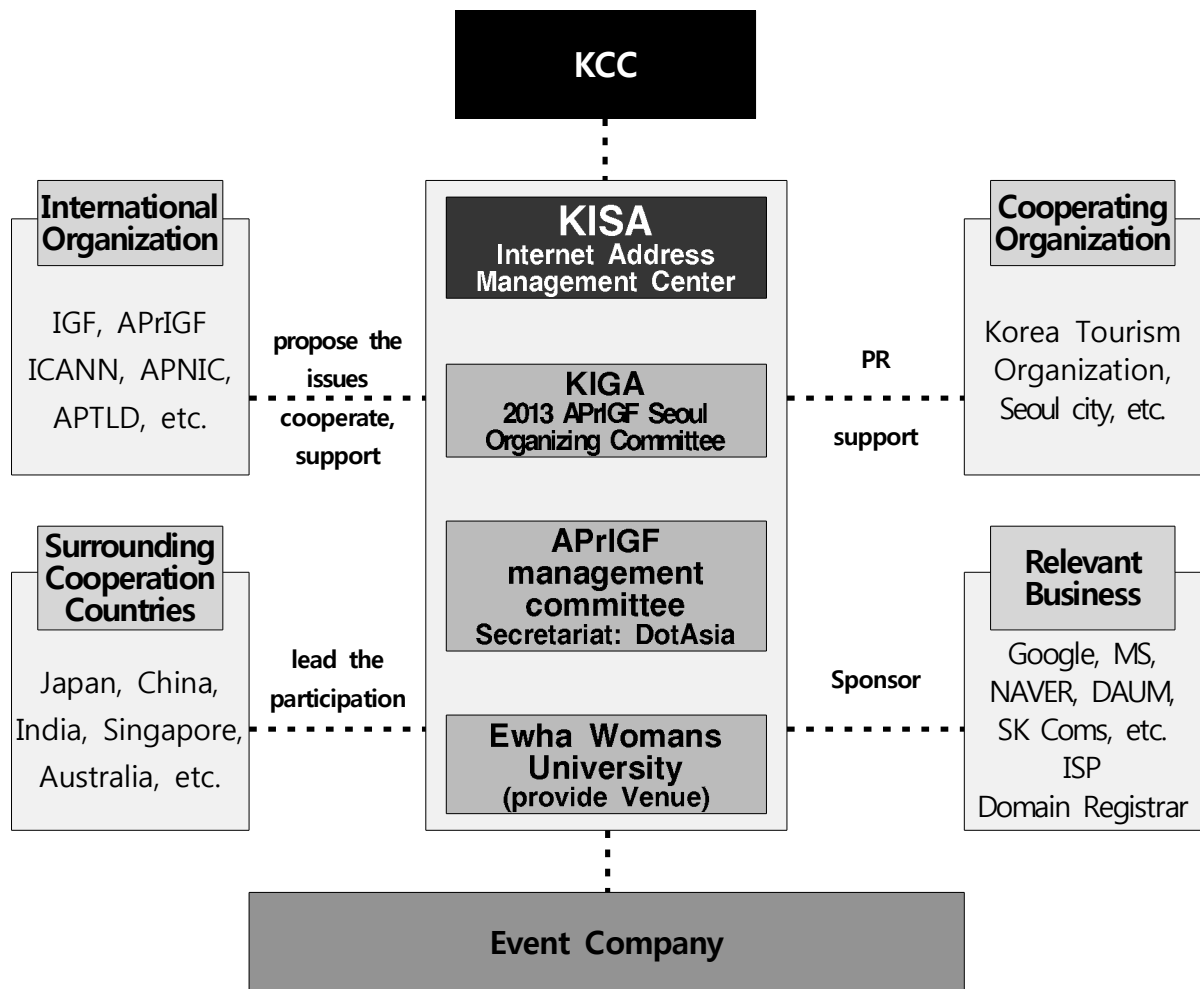 KCC
International
Organization
IGF, APrIGF
ICANN, APNIC,
APTLD, etc.
propose the
issues
cooperate,
support
KISA
Internet Address
Management Center
KIGA
2013 APrIGF Seoul
Organizing Committee
APrIGF
management
committee
Secretariat: DotAsia
Ewha Womans
University
(provide Venue)
PR
support
Cooperating
Organization
Korea Tourism
Organization,
Seoul city, etc.
Surrounding
Cooperation
Countries
Japan, China,
India, Singapore,
Australia, etc.
lead the
participation
Sponsor
Relevant
Business
Google, MS,
NAVER, DAUM,
SK Coms, etc.
ISP
Domain Registrar
Event Company